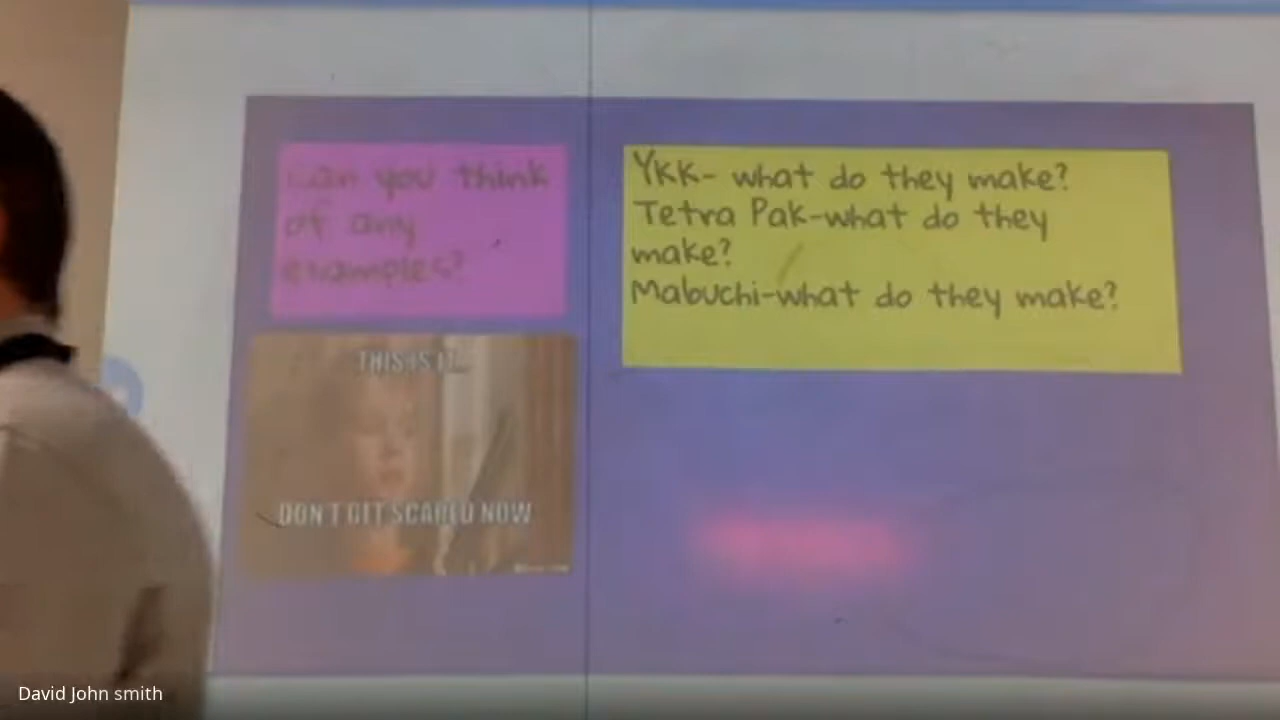 Can you think
of any
examples?
YKK- what do they make?
Tetra Pak-what do they
make?
Mabuchi-what do they make?
THIS IS IT...
DON'T GET SCARED NOW
David John smith